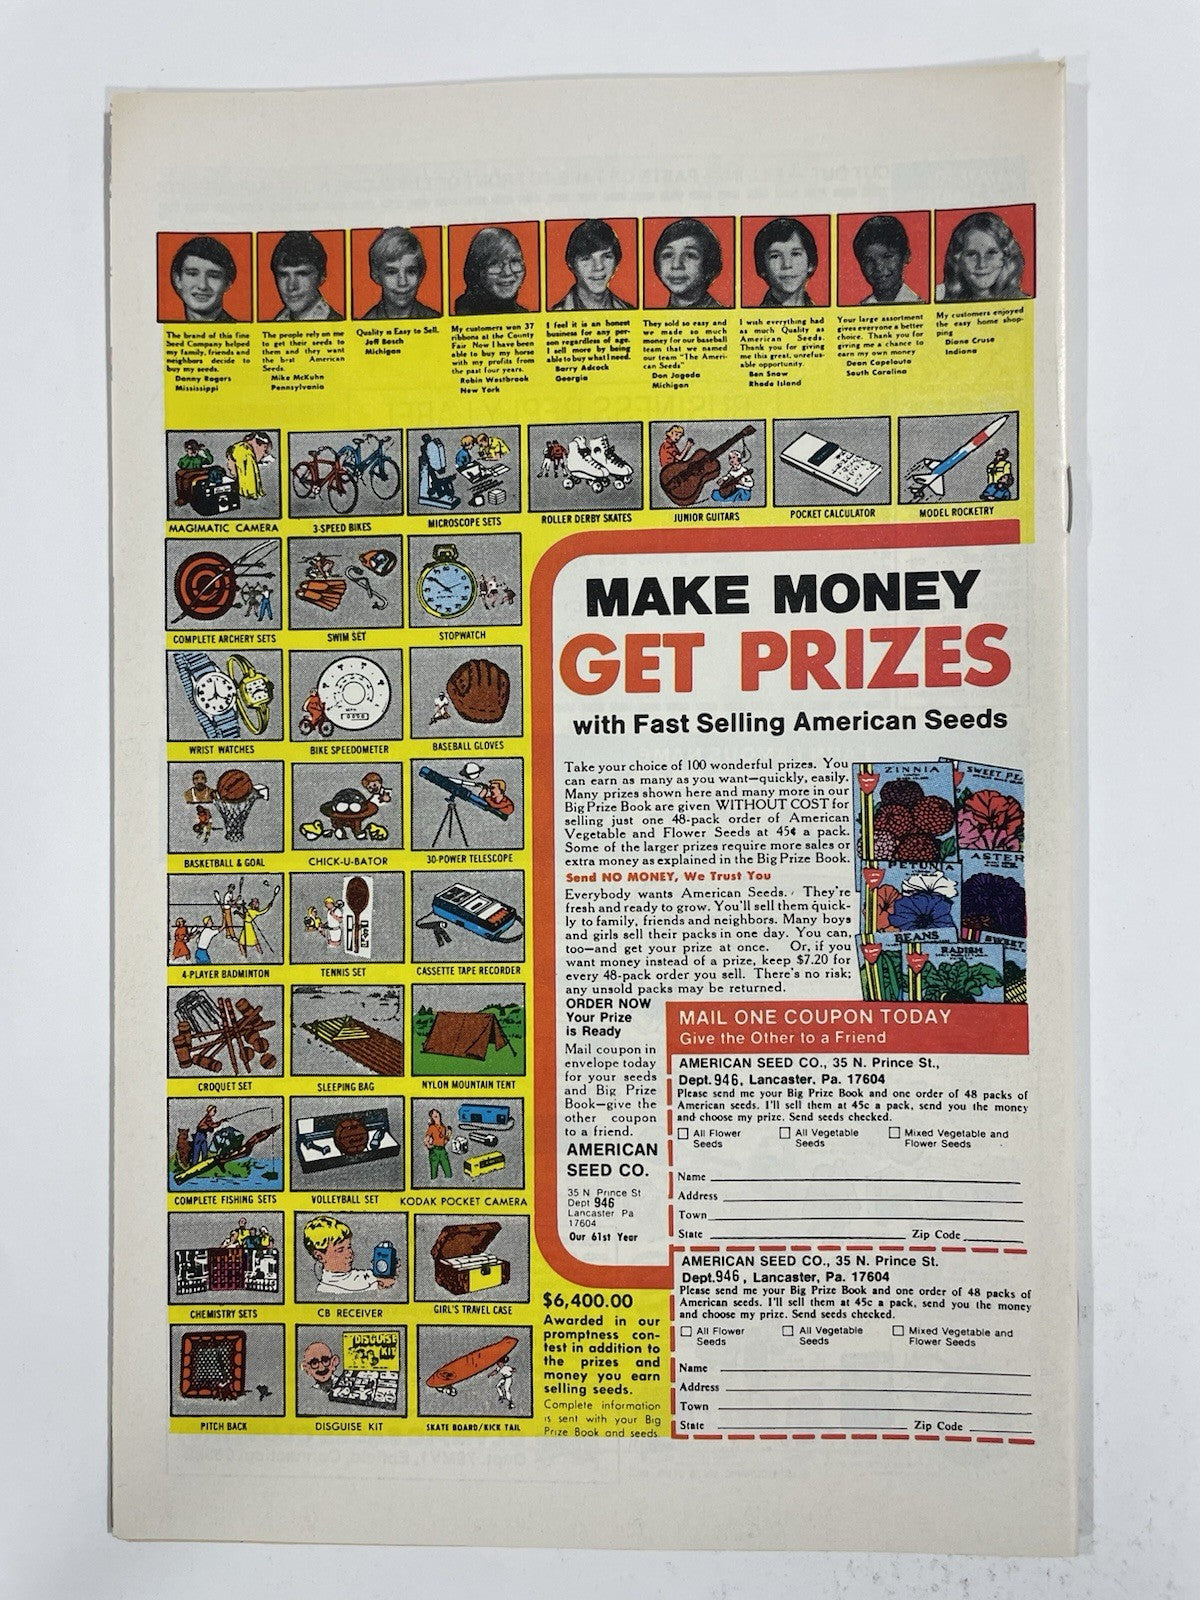 The brand of this fine
Seed Company helped
my family, friends and
neighbors decide to
buy my seeds.
Danny Rogers
Mississippi
The people rely on me
to get their seeds to
them and they want
the best American
Seeds.
Mike McKuhn
Pennsylvania
Quality is Easy to Sell.
Jeff Bosch
Michigan
My customers won 37
ribbons at the County
Fair. Now I have been
able to buy my horse
with my profits from
the past four years.
Robin Westbrook
New York
I feel it is an honest
business for any per-
son regardless of age.
I sell more by being
able to buy what I need.
Barry Adcock
Georgia
They sold so easy and
we made so much
money for our baseball
team that we named
our team "The Ameri-
can Seeds"
Don Jagoda
Michigan
I wish everything had
as much Quality as
American Seeds.
Thank you for giving
me this great, unrefus-
able opportunity.
Ben Snow
Rhode Island
Your large assortment
gives everyone a better
choice. Thank you for
giving me a chance to
earn my own money
Dean Capelouto
South Carolina
My customers enjoyed
the easy home shop-
ping
Diane Cruse
Indiana
MAGIMATIC CAMERA
3-SPEED BIKES
MICROSCOPE SETS
ROLLER DERBY SKATES
JUNIOR GUITARS
POCKET CALCULATOR
MODEL ROCKETRY
COMPLETE ARCHERY SETS
SWIM SET
STOPWATCH
WRIST WATCHES
BIKE SPEEDOMETER
BASEBALL GLOVES
BASKETBALL & GOAL
CHICK-U-BATOR
30-POWER TELESCOPE
4-PLAYER BADMINTON
TENNIS SET
CASSETTE TAPE RECORDER
CROQUET SET
SLEEPING BAG
NYLON MOUNTAIN TENT
COMPLETE FISHING SETS
VOLLEYBALL SET
KODAK POCKET CAMERA
CHEMISTRY SETS
CB RECEIVER
GIRL'S TRAVEL CASE
DISGUISE
KIT
PITCH BACK
DISGUISE KIT
SKATE BOARD/KICK TAIL
MAKE MONEY
GET PRIZES
with Fast Selling American Seeds
Take your choice of 100 wonderful prizes. You
can earn as many as you want—quickly, easily.
Many prizes shown here and many more in our
Big Prize Book are given WITHOUT COST for
selling just one 48-pack order of American
Vegetable and Flower Seeds at 45¢ a pack.
Some of the larger prizes require more sales or
extra money as explained in the Big Prize Book.
Send NO MONEY, We Trust You
Everybody wants American Seeds. They're
fresh and ready to grow. You'll sell them quick-
ly to family, friends and neighbors. Many boys
and girls sell their packs in one day. You can,
too—and get your prize at once. Or, if you
want money instead of a prize, keep $7.20 for
every 48-pack order you sell. There's no risk;
any unsold packs may be returned.
ZINNIA
SWEET PE
PETUNIA
ASTER
BEANS
RADISH
SWEET
ORDER NOW
Your Prize
is Ready
Mail coupon in
envelope today
for your seeds
and Big Prize
Book—give the
other coupon
to a friend.
AMERICAN
SEED CO.
35 N Prince St
Dept 946
Lancaster Pa
17604
Our 61st Year
$6,400.00
Awarded in our
promptness con-
test in addition to
the prizes and
money you earn
selling seeds.
Complete information
is sent with your Big
Prize Book and seeds.
MAIL ONE COUPON TODAY
Give the Other to a Friend
AMERICAN SEED CO., 35 N. Prince St.,
Dept. 946, Lancaster, Pa. 17604
Please send me your Big Prize Book and one order of 48 packs of
American seeds. I'll sell them at 45c a pack, send you the money
and choose my prize. Send seeds checked.
All Flower
Seeds
All Vegetable
Seeds
Mixed Vegetable and
Flower Seeds
Name
Address
Town
State Zip Code
AMERICAN SEED CO., 35 N. Prince St.
Dept.946, Lancaster, Pa. 17604
Please send me your Big Prize Book and one order of 48 packs of
American seeds. I'll sell them at 45c a pack, send you the money
and choose my prize. Send seeds checked.
All Flower
Seeds
All Vegetable
Seeds
Mixed Vegetable and
Flower Seeds
Name
Address
Town
State Zip Code